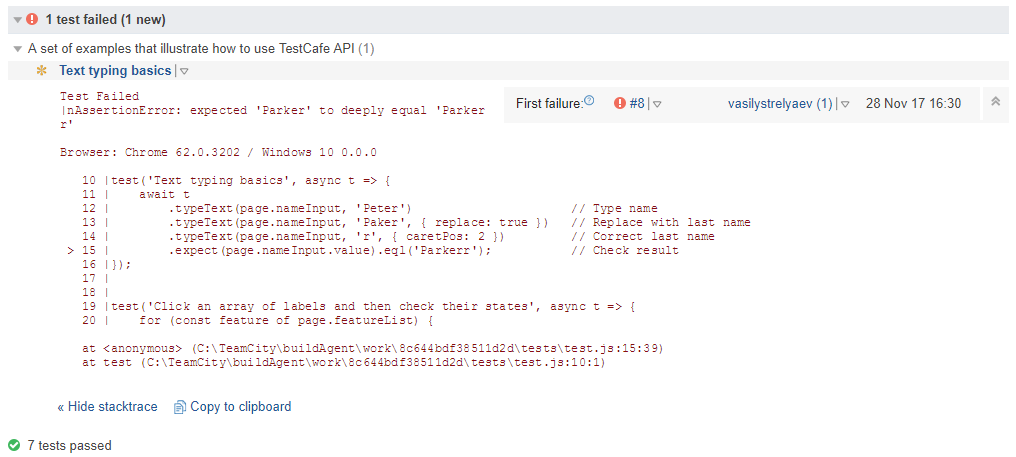 1 test failed (1 new)
A set of examples that illustrate how to use TestCafe API (1)
Text typing basics
Test Failed
|nAssertionError: expected 'Parker' to deeply equal 'Parker
r'
First failure: ? #8 vasilystrelyaev (1) 28 Nov 17 16:30
Browser: Chrome 62.0.3202 / Windows 10 0.0.0
10 |test('Text typing basics', async t => {
11 |    await t
12 |        .typeText(page.nameInput, 'Peter')                    // Type name
13 |        .typeText(page.nameInput, 'Paker', { replace: true })   // Replace with last name
14 |        .typeText(page.nameInput, 'r', { caretPos: 2 })         // Correct last name
> 15 |        .expect(page.nameInput.value).eql('Parkerr');           // Check result
16 |});
17 |
18 |
19 |test('Click an array of labels and then check their states', async t => {
20 |    for (const feature of page.featureList) {
at <anonymous> (C:\TeamCity\buildAgent\work\8c644bdf38511d2d\tests\test.js:15:39)
at test (C:\TeamCity\buildAgent\work\8c644bdf38511d2d\tests\test.js:10:1)
« Hide stacktrace Copy to clipboard
7 tests passed